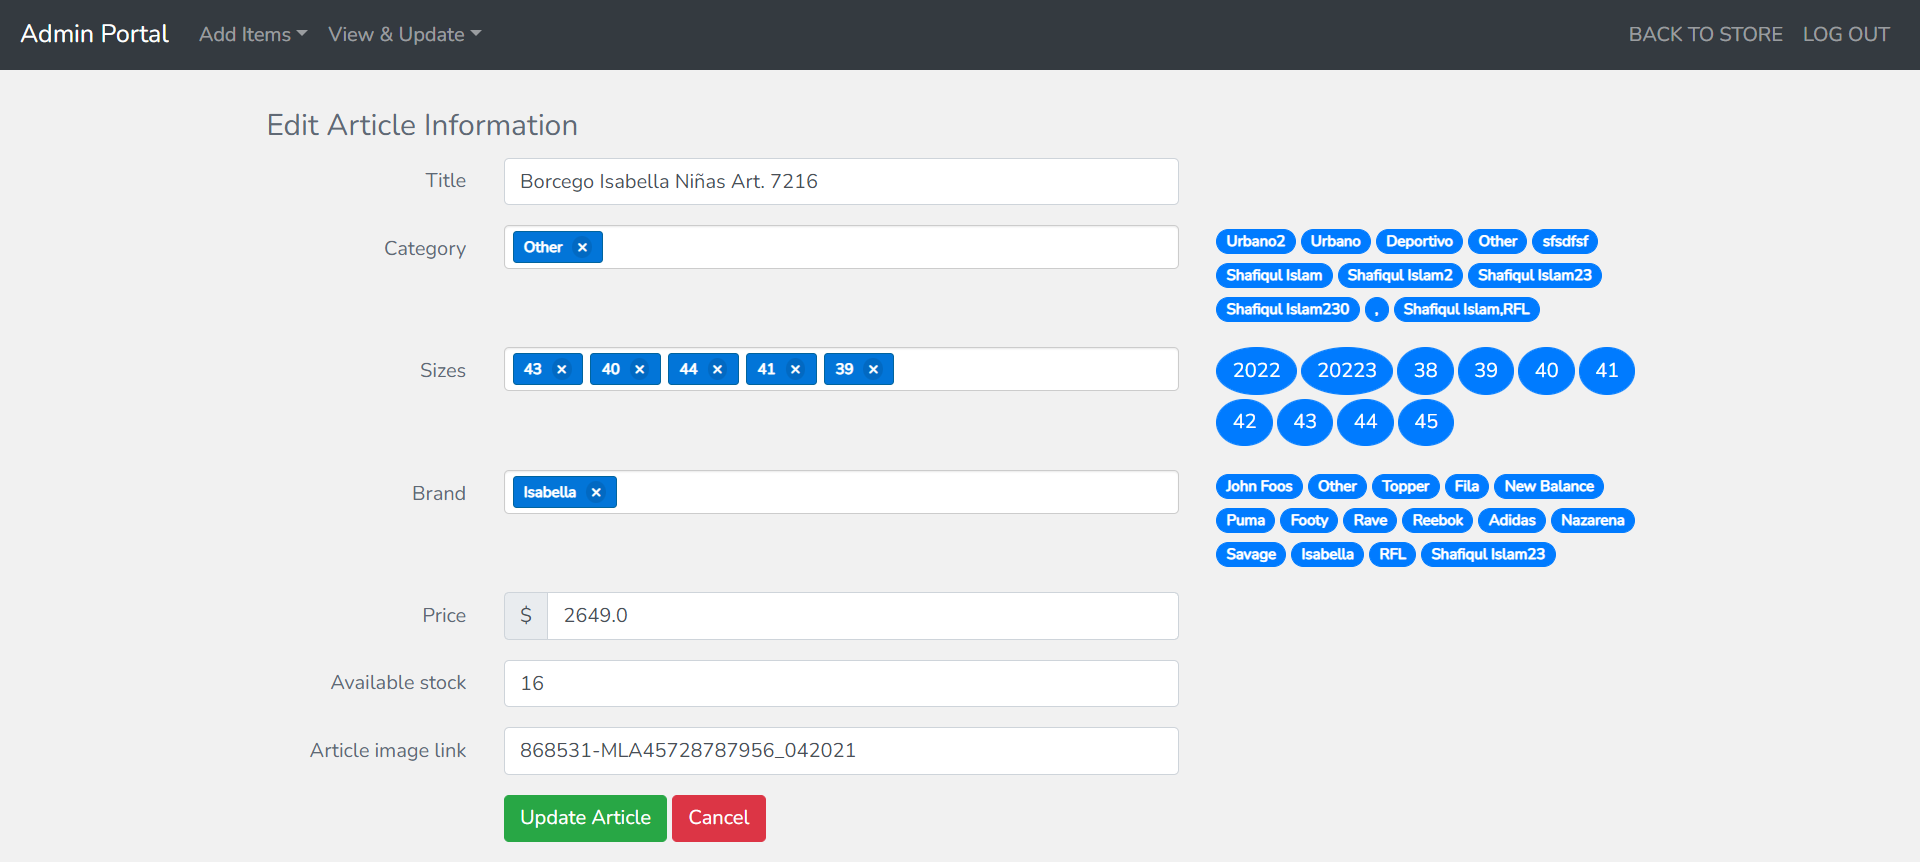 Admin Portal Add Items View & Update BACK TO STORE LOG OUT
Edit Article Information
Title Borcego Isabella Niñas Art. 7216
Category Other × Urbano2 Urbano Deportivo Other sfsdfsf
Shafiqul Islam Shafiqul Islam2 Shafiqul Islam23
Shafiqul Islam230 , Shafiqul Islam,RFL
Sizes 43 × 40 × 44 × 41 × 39 × 2022 20223 38 39 40 41
42 43 44 45
Brand Isabella × John Foos Other Topper Fila New Balance
Puma Footy Rave Reebok Adidas Nazarena
Savage Isabella RFL Shafiqul Islam23
Price $ 2649.0
Available stock 16
Article image link 868531-MLA45728787956_042021
Update Article Cancel